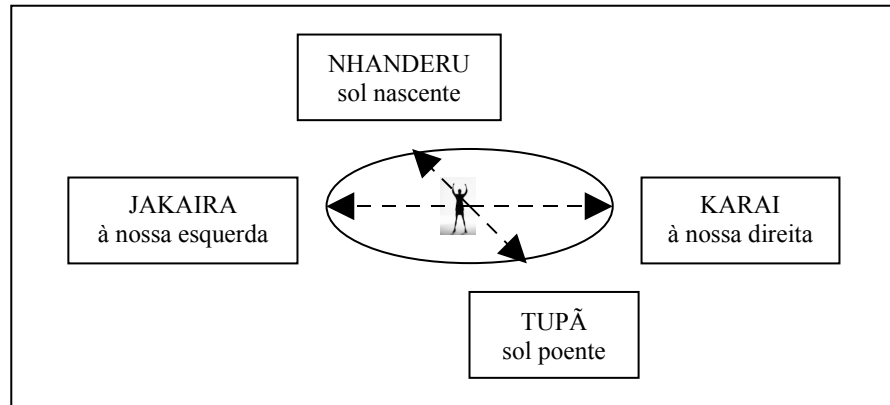 NHANDERU
sol nascente
JAKAIRA
à nossa esquerda
KARAI
à nossa direita
TUPÃ
sol poente